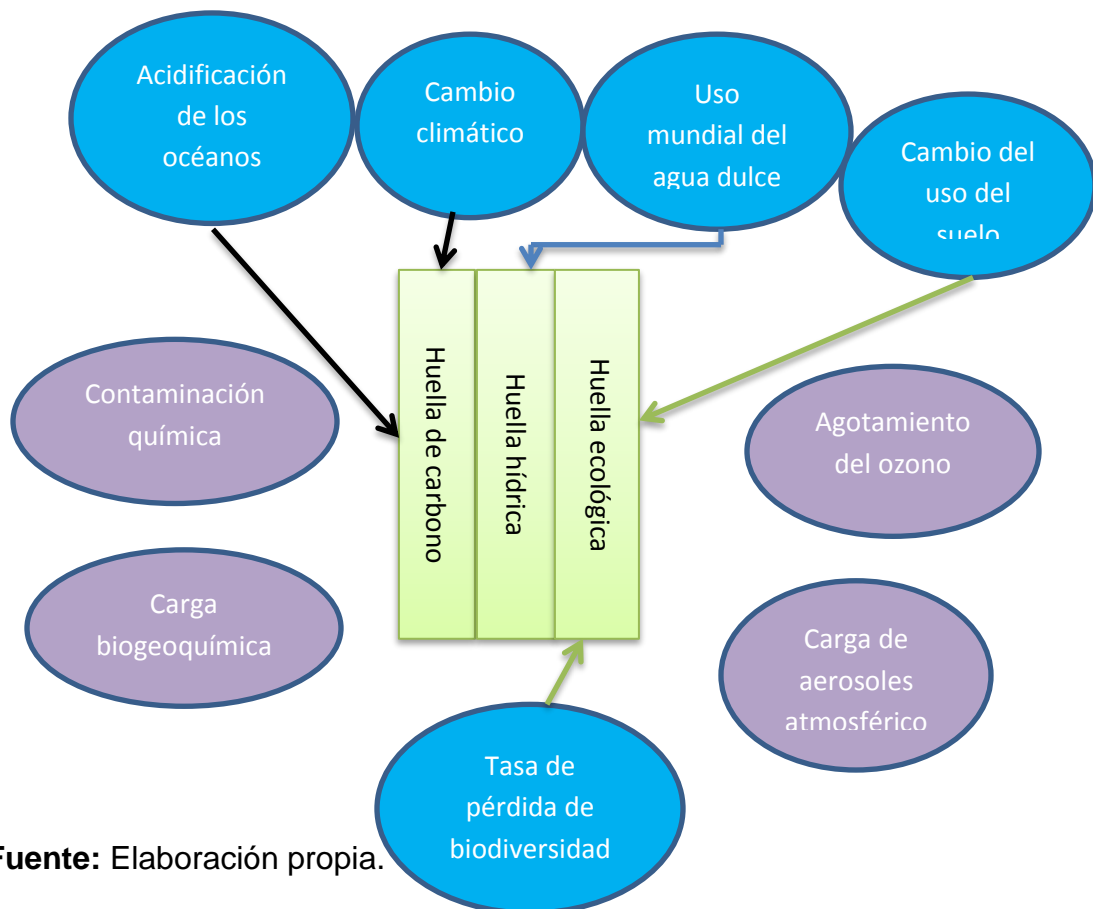 Acidificación
de los
océanos
Cambio
climático
Uso
mundial del
agua dulce
Cambio del
uso del
suelo
Huella de carbono
Huella hídrica
Huella ecológica
Contaminación
química
Agotamiento
del ozono
Carga
biogeoquímica
Carga de
aerosoles
atmosférico
Tasa de
pérdida de
biodiversidad
Fuente: Elaboración propia.